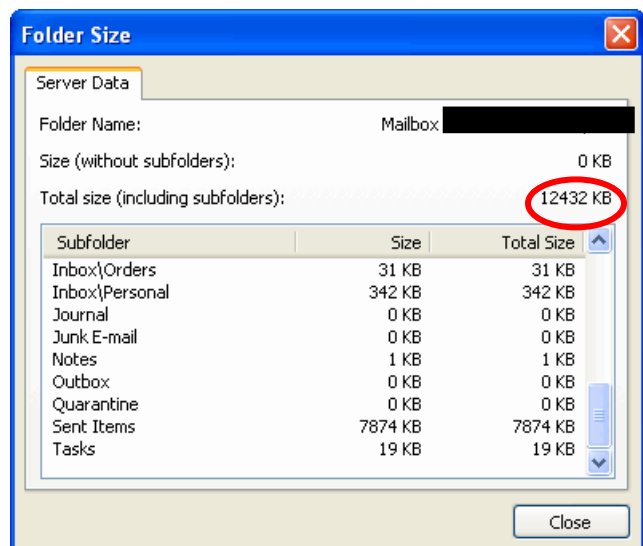 Folder Size
Server Data
Folder Name: Mailbox
Size (without subfolders): 0 KB
Total size (including subfolders): 12432 KB
Subfolder Size Total Size
Inbox\Orders 31 KB 31 KB
Inbox\Personal 342 KB 342 KB
Journal 0 KB 0 KB
Junk E-mail 0 KB 0 KB
Notes 1 KB 1 KB
Outbox 0 KB 0 KB
Quarantine 0 KB 0 KB
Sent Items 7874 KB 7874 KB
Tasks 19 KB 19 KB
Close